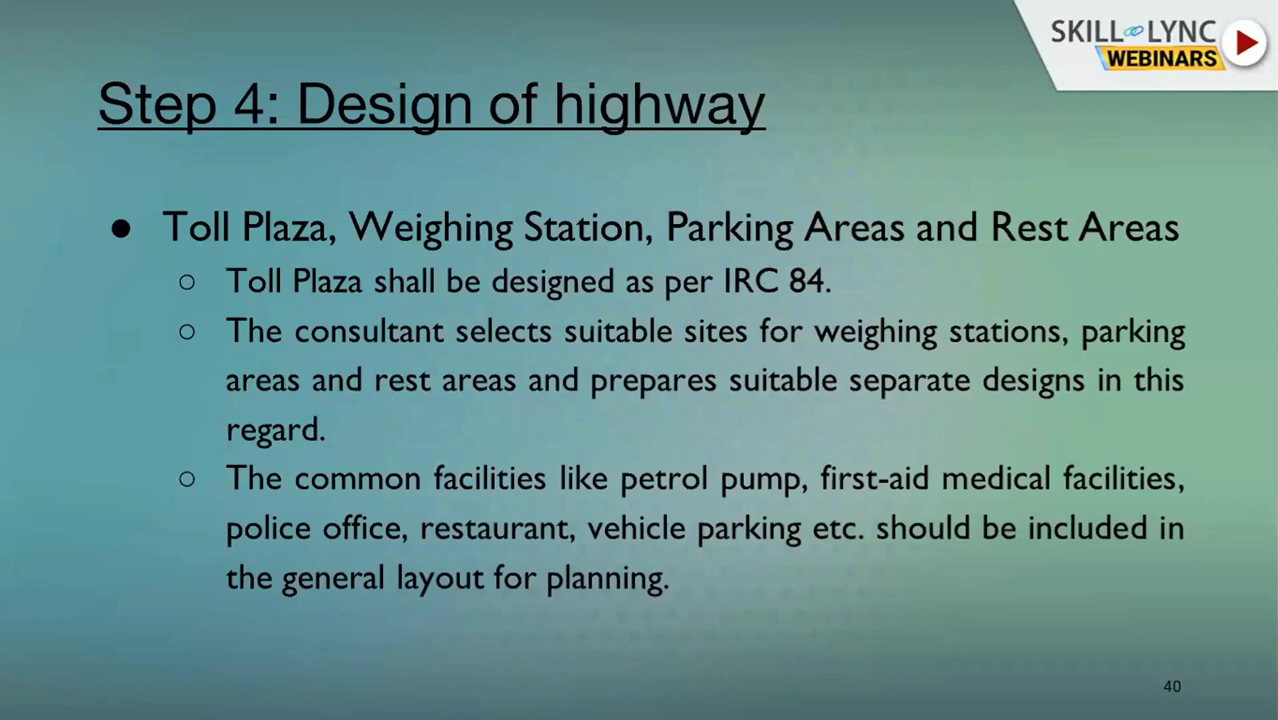 SKILL LYNC
WEBINARS
Step 4: Design of highway
● Toll Plaza, Weighing Station, Parking Areas and Rest Areas
○ Toll Plaza shall be designed as per IRC 84.
○ The consultant selects suitable sites for weighing stations, parking
areas and rest areas and prepares suitable separate designs in this
regard.
○ The common facilities like petrol pump, first-aid medical facilities,
police office, restaurant, vehicle parking etc. should be included in
the general layout for planning.
40